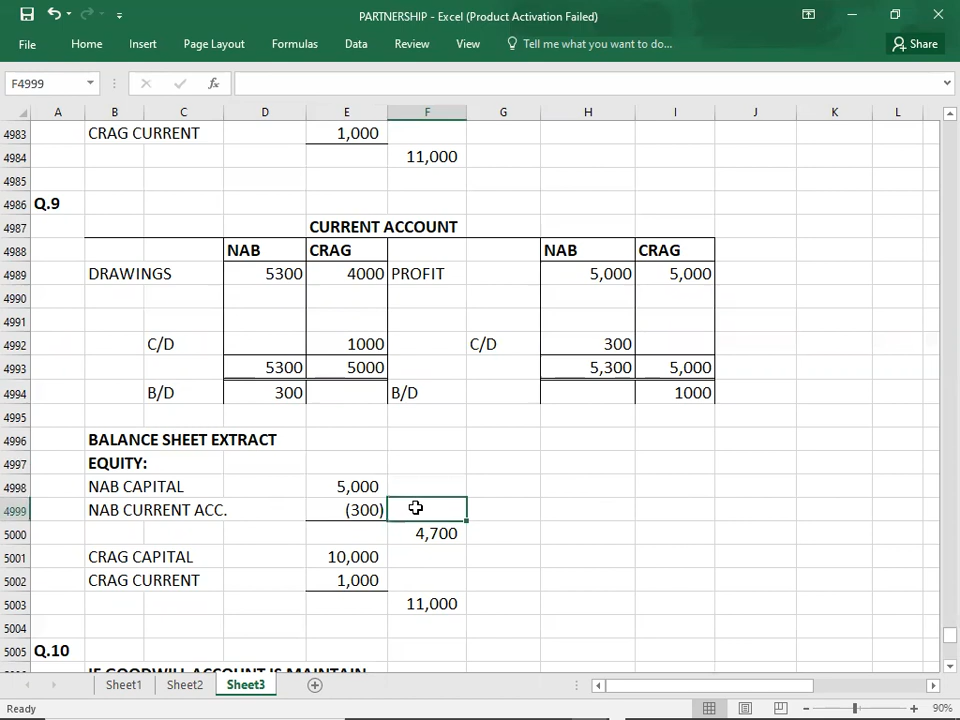 PARTNERSHIP - Excel (Product Activation Failed)
File Home Insert Page Layout Formulas Data Review View Tell me what you want to do... Share
F4999 fx
A B C D E F G H I J K L
4983 CRAG CURRENT 1,000
4984 11,000
4985
4986 Q.9
4987 CURRENT ACCOUNT
4988 NAB CRAG NAB CRAG
4989 DRAWINGS 5300 4000 PROFIT 5,000 5,000
4990
4991
4992 C/D 1000 C/D 300
4993 5300 5000 5,300 5,000
4994 B/D 300 B/D 1000
4995
4996 BALANCE SHEET EXTRACT
4997 EQUITY:
4998 NAB CAPITAL 5,000
4999 NAB CURRENT ACC. (300)
5000 4,700
5001 CRAG CAPITAL 10,000
5002 CRAG CURRENT 1,000
5003 11,000
5004
5005 Q.10
IF GOODWILL ACCOUNT IS MAINTAIN
Sheet1 Sheet2 Sheet3
Ready 90%